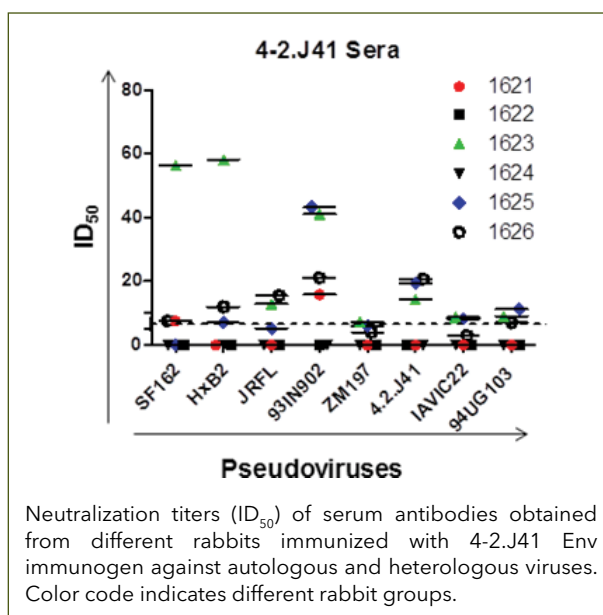 4-2.J41 Sera
80
60
40
20
0
ID50
1621
1622
1623
1624
1625
1626
SF162
HxB2
JRFL
93IN902
ZM197
4.2.J41
IAVIC22
94UG103
Pseudoviruses
Neutralization titers (ID50) of serum antibodies obtained
from different rabbits immunized with 4-2.J41 Env
immunogen against autologous and heterologous viruses.
Color code indicates different rabbit groups.